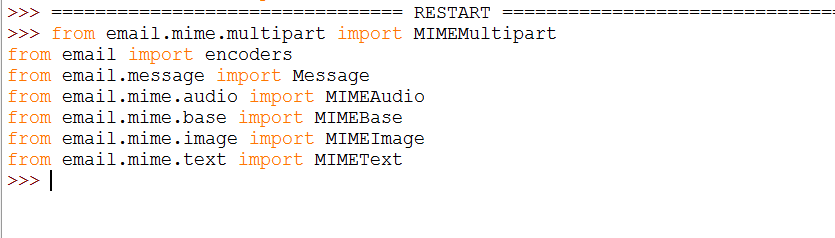 >>> ================================ RESTART ==============================
>>> from email.mime.multipart import MIMEMultipart
from email import encoders
from email.message import Message
from email.mime.audio import MIMEAudio
from email.mime.base import MIMEBase
from email.mime.image import MIMEImage
from email.mime.text import MIMEText
>>>